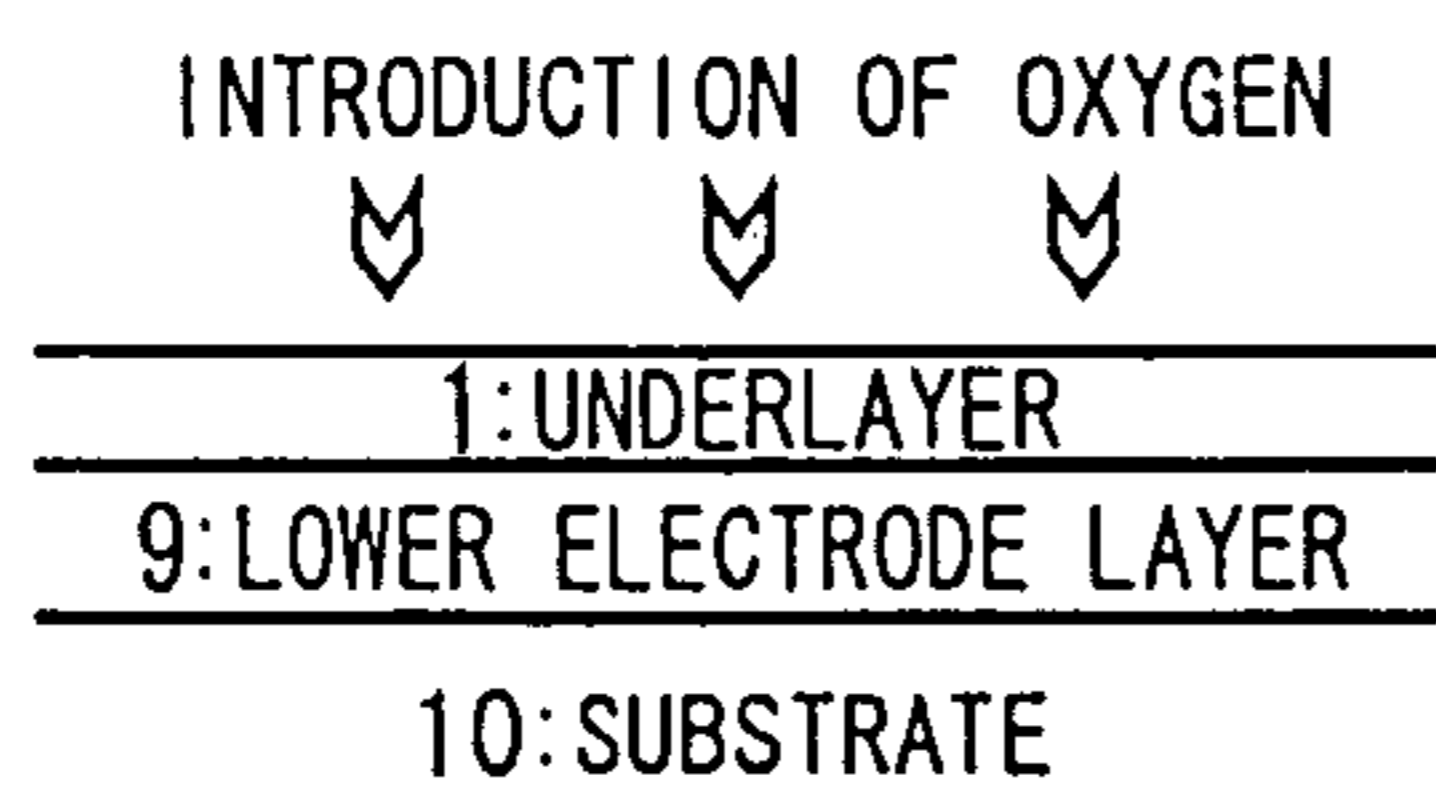 INTRODUCTION OF OXYGEN
1:UNDERLAYER
9:LOWER ELECTRODE LAYER
10:SUBSTRATE